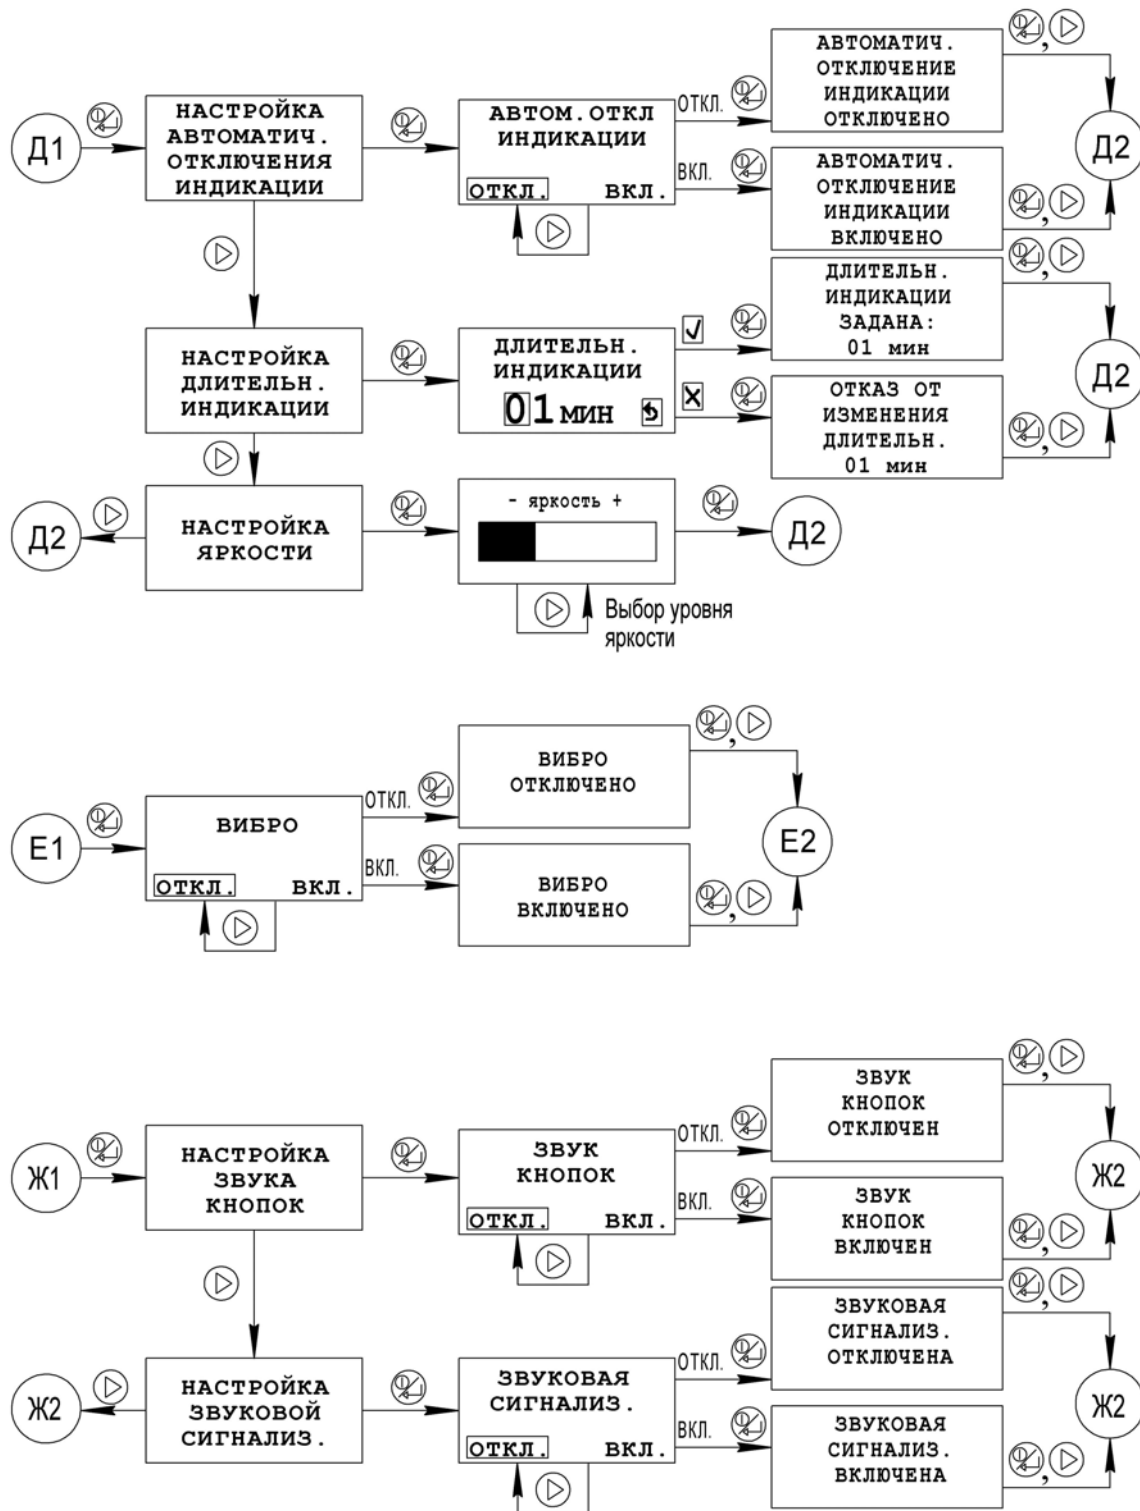 Д1
НАСТРОЙКА
АВТОМАТИЧ.
ОТКЛЮЧЕНИЯ
ИНДИКАЦИИ
АВТОМ.ОТКЛ
ИНДИКАЦИИ
ОТКЛ. ВКЛ.
ОТКЛ.
АВТОМАТИЧ.
ОТКЛЮЧЕНИЕ
ИНДИКАЦИИ
ОТКЛЮЧЕНО
ВКЛ.
АВТОМАТИЧ.
ОТКЛЮЧЕНИЕ
ИНДИКАЦИИ
ВКЛЮЧЕНО
,
,
Д2
НАСТРОЙКА
ДЛИТЕЛЬН.
ИНДИКАЦИИ
ДЛИТЕЛЬН.
ИНДИКАЦИИ
01 МИН
ДЛИТЕЛЬН.
ИНДИКАЦИИ
ЗАДАНА:
01 мин
ОТКАЗ ОТ
ИЗМЕНЕНИЯ
ДЛИТЕЛЬН.
01 мин
,
,
Д2
Д2
НАСТРОЙКА
ЯРКОСТИ
- яркость +
Д2
Выбор уровня
яркости
Е1
ВИБРО
ОТКЛ. ВКЛ.
ОТКЛ.
ВИБРО
ОТКЛЮЧЕНО
ВКЛ.
ВИБРО
ВКЛЮЧЕНО
,
,
Е2
Ж1
НАСТРОЙКА
ЗВУКА
КНОПОК
ЗВУК
КНОПОК
ОТКЛ. ВКЛ.
ОТКЛ.
ЗВУК
КНОПОК
ОТКЛЮЧЕН
ВКЛ.
ЗВУК
КНОПОК
ВКЛЮЧЕН
,
,
Ж2
Ж2
НАСТРОЙКА
ЗВУКОВОЙ
СИГНАЛИЗ.
ЗВУКОВАЯ
СИГНАЛИЗ.
ОТКЛ. ВКЛ.
ОТКЛ.
ЗВУКОВАЯ
СИГНАЛИЗ.
ОТКЛЮЧЕНА
ВКЛ.
ЗВУКОВАЯ
СИГНАЛИЗ.
ВКЛЮЧЕНА
,
,
Ж2